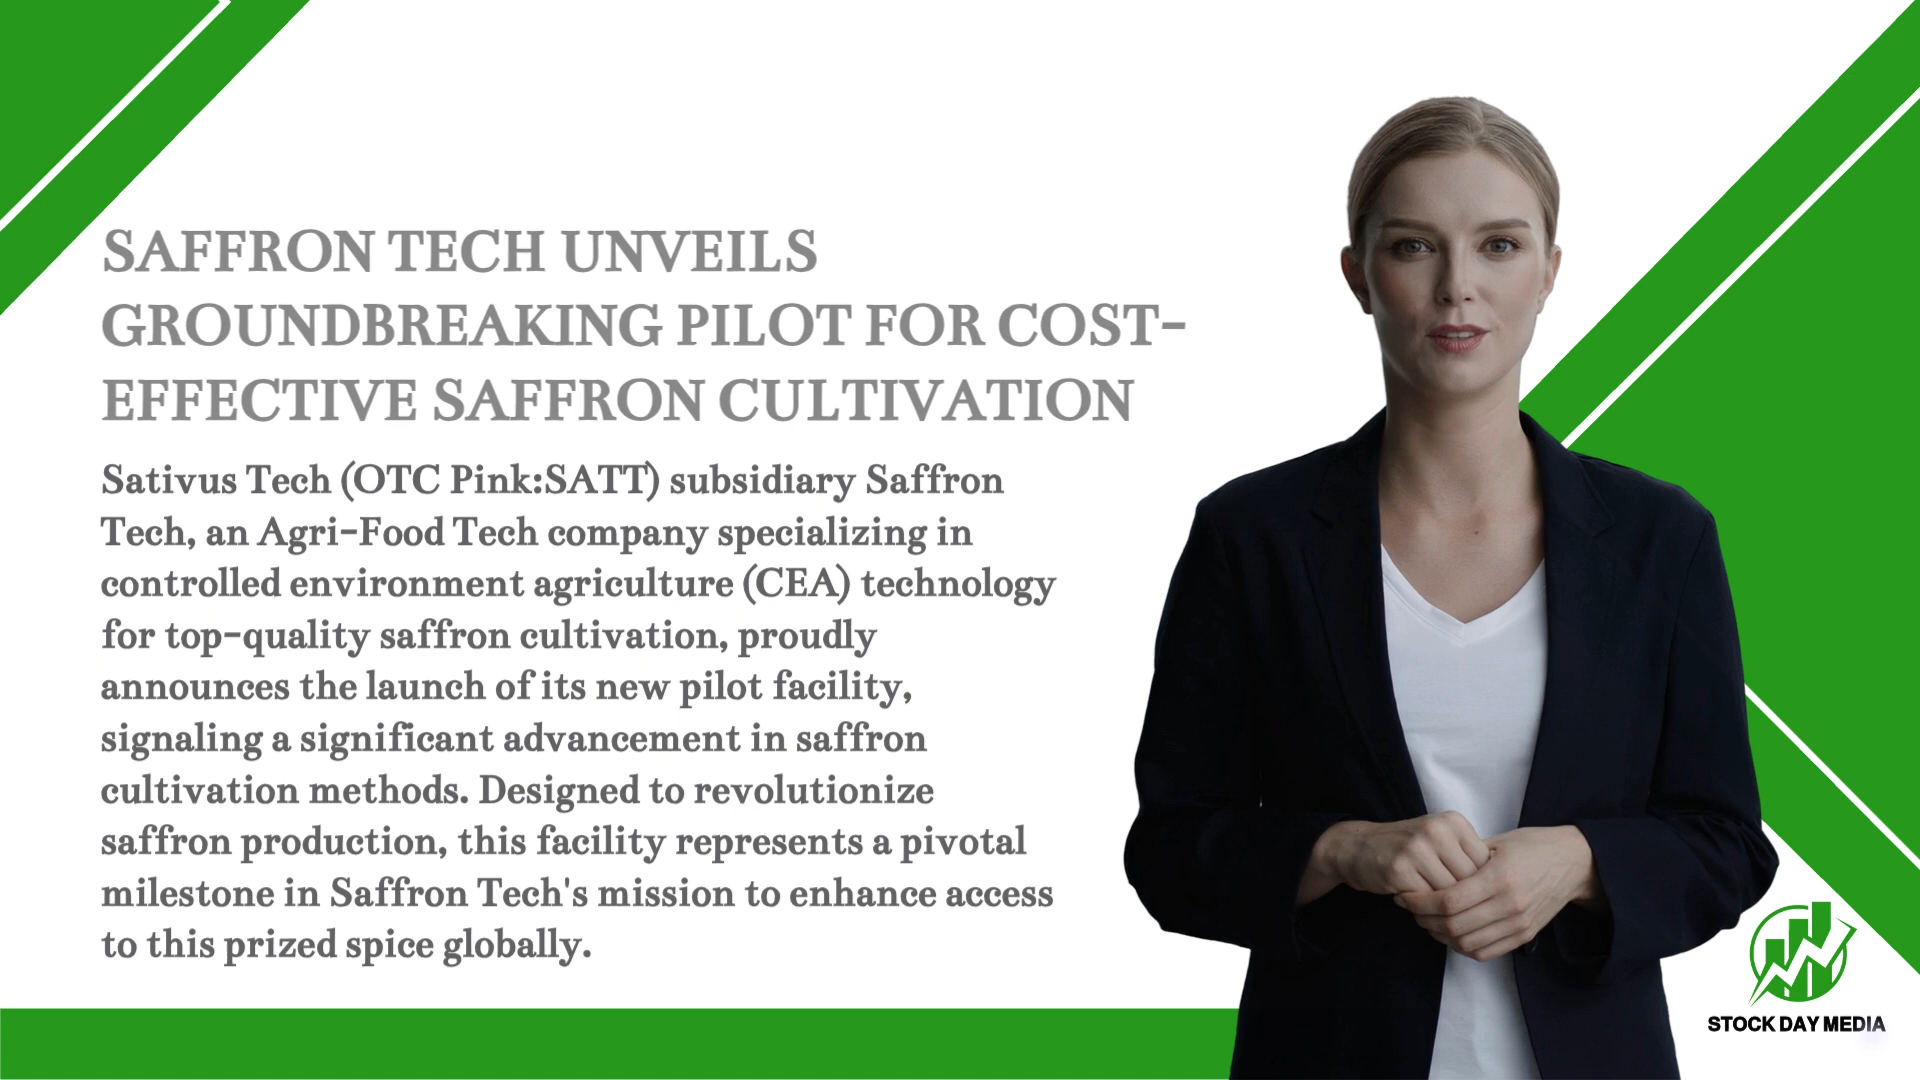 SAFFRON TECH UNVEILS
GROUNDBREAKING PILOT FOR COST-
EFFECTIVE SAFFRON CULTIVATION
Sativus Tech (OTC Pink:SATT) subsidiary Saffron
Tech, an Agri-Food Tech company specializing in
controlled environment agriculture (CEA) technology
for top-quality saffron cultivation, proudly
announces the launch of its new pilot facility,
signaling a significant advancement in saffron
cultivation methods. Designed to revolutionize
saffron production, this facility represents a pivotal
milestone in Saffron Tech's mission to enhance access
to this prized spice globally.
STOCK DAY MEDIA